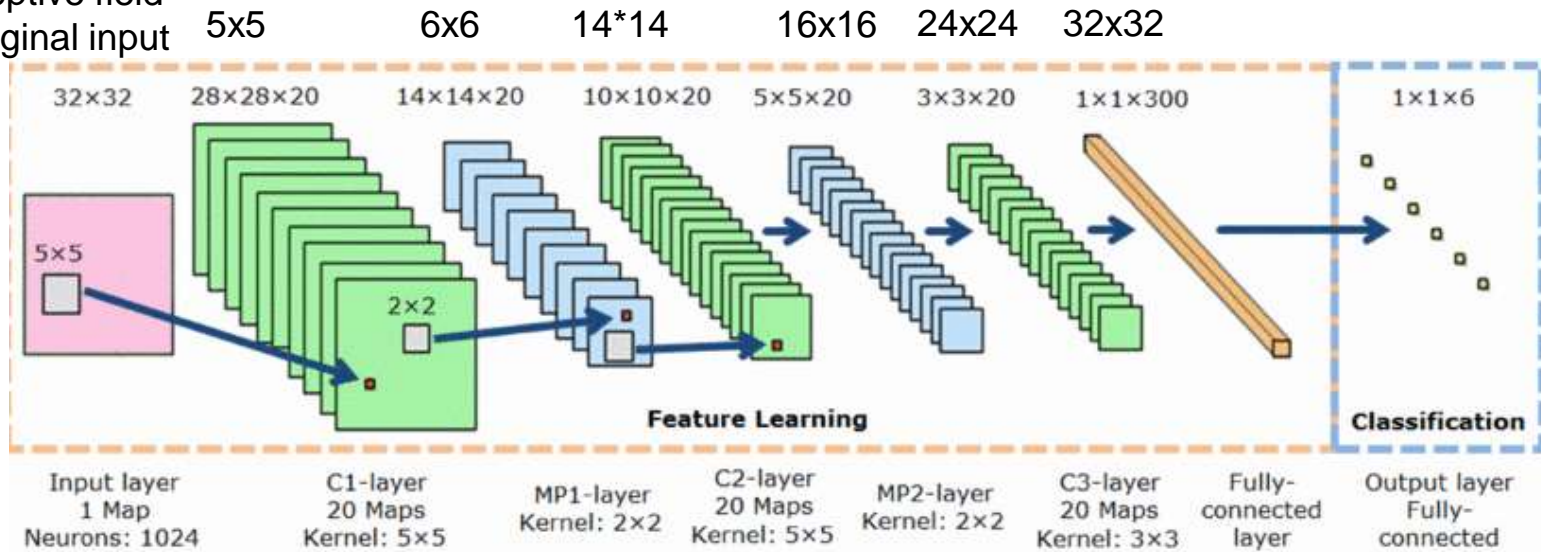 ginal input 5x5 6x6 14*14 16x16 24x24 32x32
32×32 28×28×20 14×14×20 10×10×20 5×5×20 3×3×20 1×1×300 1×1×6
5×5
2×2
Feature Learning
Classification
Input layer
1 Map
Neurons: 1024
C1-layer
20 Maps
Kernel: 5×5
MP1-layer
Kernel: 2×2
C2-layer
20 Maps
Kernel: 5×5
MP2-layer
Kernel: 2×2
C3-layer
20 Maps
Kernel: 3×3
Fully-
connected
layer
Output layer
Fully-
connected